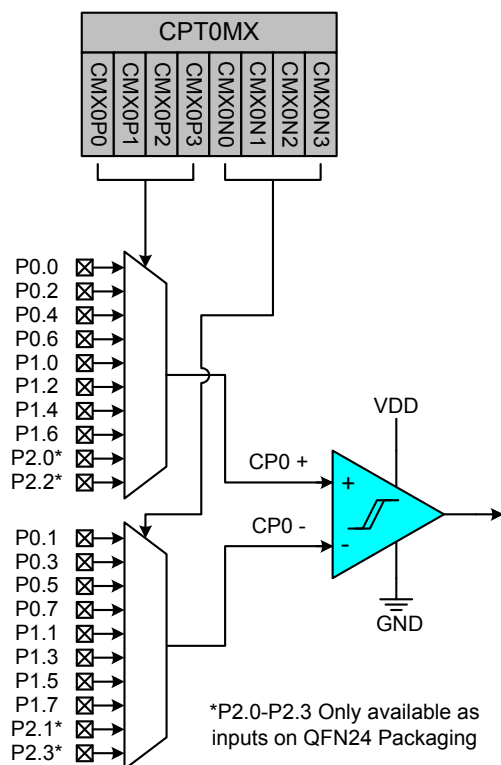 CPT0MX
CMX0P0
CMX0P1
CMX0P2
CMX0P3
CMX0N0
CMX0N1
CMX0N2
CMX0N3
P0.0
P0.2
P0.4
P0.6
P1.0
P1.2
P1.4
P1.6
P2.0*
P2.2*
VDD
CP0 +
+
CP0 -
-
GND
P0.1
P0.3
P0.5
P0.7
P1.1
P1.3
P1.5
P1.7
P2.1*
P2.3*
*P2.0-P2.3 Only available as
inputs on QFN24 Packaging